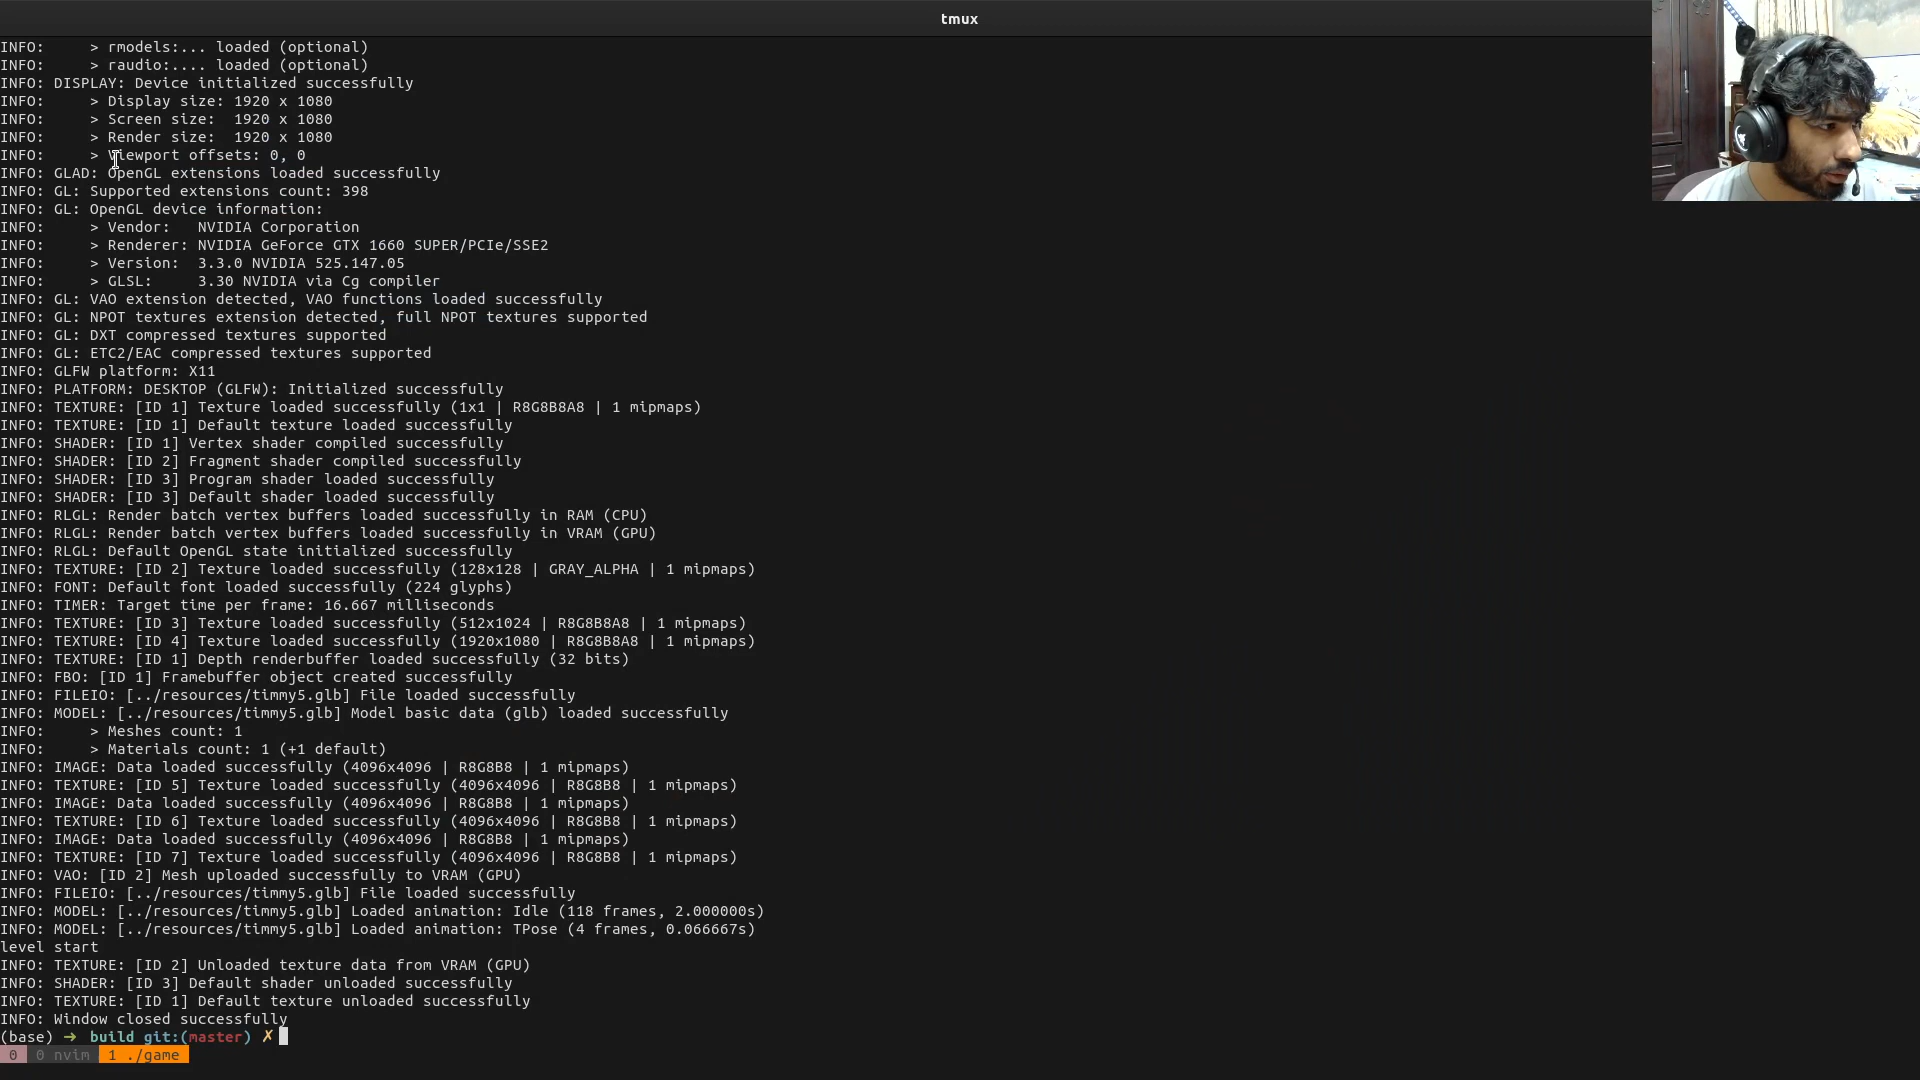 tmux
INFO:     > rmodels:... loaded (optional)
INFO:     > raudio:.... loaded (optional)
INFO: DISPLAY: Device initialized successfully
INFO:     > Display size: 1920 x 1080
INFO:     > Screen size:  1920 x 1080
INFO:     > Render size:  1920 x 1080
INFO:     > Viewport offsets: 0, 0
INFO: GLAD: OpenGL extensions loaded successfully
INFO: GL: Supported extensions count: 398
INFO: GL: OpenGL device information:
INFO:     > Vendor:   NVIDIA Corporation
INFO:     > Renderer: NVIDIA GeForce GTX 1660 SUPER/PCIe/SSE2
INFO:     > Version:  3.3.0 NVIDIA 525.147.05
INFO:     > GLSL:     3.30 NVIDIA via Cg compiler
INFO: GL: VAO extension detected, VAO functions loaded successfully
INFO: GL: NPOT textures extension detected, full NPOT textures supported
INFO: GL: DXT compressed textures supported
INFO: GL: ETC2/EAC compressed textures supported
INFO: GLFW platform: X11
INFO: PLATFORM: DESKTOP (GLFW): Initialized successfully
INFO: TEXTURE: [ID 1] Texture loaded successfully (1x1 | R8G8B8A8 | 1 mipmaps)
INFO: TEXTURE: [ID 1] Default texture loaded successfully
INFO: SHADER: [ID 1] Vertex shader compiled successfully
INFO: SHADER: [ID 2] Fragment shader compiled successfully
INFO: SHADER: [ID 3] Program shader loaded successfully
INFO: SHADER: [ID 3] Default shader loaded successfully
INFO: RLGL: Render batch vertex buffers loaded successfully in RAM (CPU)
INFO: RLGL: Render batch vertex buffers loaded successfully in VRAM (GPU)
INFO: RLGL: Default OpenGL state initialized successfully
INFO: TEXTURE: [ID 2] Texture loaded successfully (128x128 | GRAY_ALPHA | 1 mipmaps)
INFO: FONT: Default font loaded successfully (224 glyphs)
INFO: TIMER: Target time per frame: 16.667 milliseconds
INFO: TEXTURE: [ID 3] Texture loaded successfully (512x1024 | R8G8B8A8 | 1 mipmaps)
INFO: TEXTURE: [ID 4] Texture loaded successfully (1920x1080 | R8G8B8A8 | 1 mipmaps)
INFO: TEXTURE: [ID 1] Depth renderbuffer loaded successfully (32 bits)
INFO: FBO: [ID 1] Framebuffer object created successfully
INFO: FILEIO: [../resources/timmy5.glb] File loaded successfully
INFO: MODEL: [../resources/timmy5.glb] Model basic data (glb) loaded successfully
INFO:     > Meshes count: 1
INFO:     > Materials count: 1 (+1 default)
INFO: IMAGE: Data loaded successfully (4096x4096 | R8G8B8 | 1 mipmaps)
INFO: TEXTURE: [ID 5] Texture loaded successfully (4096x4096 | R8G8B8 | 1 mipmaps)
INFO: IMAGE: Data loaded successfully (4096x4096 | R8G8B8 | 1 mipmaps)
INFO: TEXTURE: [ID 6] Texture loaded successfully (4096x4096 | R8G8B8 | 1 mipmaps)
INFO: IMAGE: Data loaded successfully (4096x4096 | R8G8B8 | 1 mipmaps)
INFO: TEXTURE: [ID 7] Texture loaded successfully (4096x4096 | R8G8B8 | 1 mipmaps)
INFO: VAO: [ID 2] Mesh uploaded successfully to VRAM (GPU)
INFO: FILEIO: [../resources/timmy5.glb] File loaded successfully
INFO: MODEL: [../resources/timmy5.glb] Loaded animation: Idle (118 frames, 2.000000s)
INFO: MODEL: [../resources/timmy5.glb] Loaded animation: TPose (4 frames, 0.066667s)
level start
INFO: TEXTURE: [ID 2] Unloaded texture data from VRAM (GPU)
INFO: SHADER: [ID 3] Default shader unloaded successfully
INFO: TEXTURE: [ID 1] Default texture unloaded successfully
INFO: Window closed successfully
(base) ➜  build git:(master) ✗
0 0 nvim 1 ./game